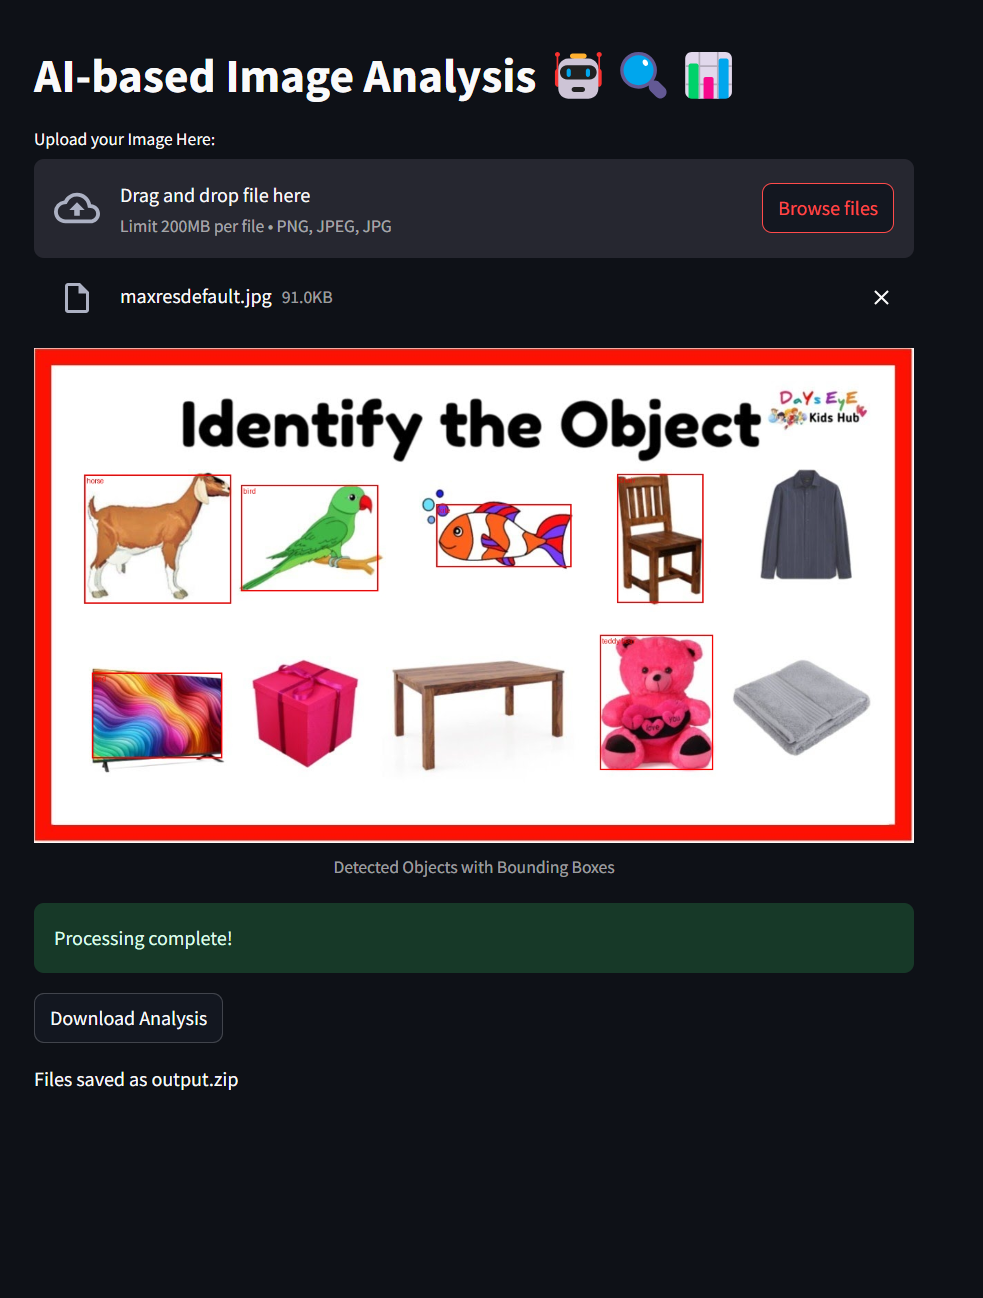 AI-based Image Analysis
Upload your Image Here:
Drag and drop file here
Limit 200MB per file • PNG, JPEG, JPG
Browse files
maxresdefault.jpg 91.0KB
Identify the Object
DaYs EyE
Kids Hub
horse
bird
teddy
I LOVE YOU
Detected Objects with Bounding Boxes
Processing complete!
Download Analysis
Files saved as output.zip